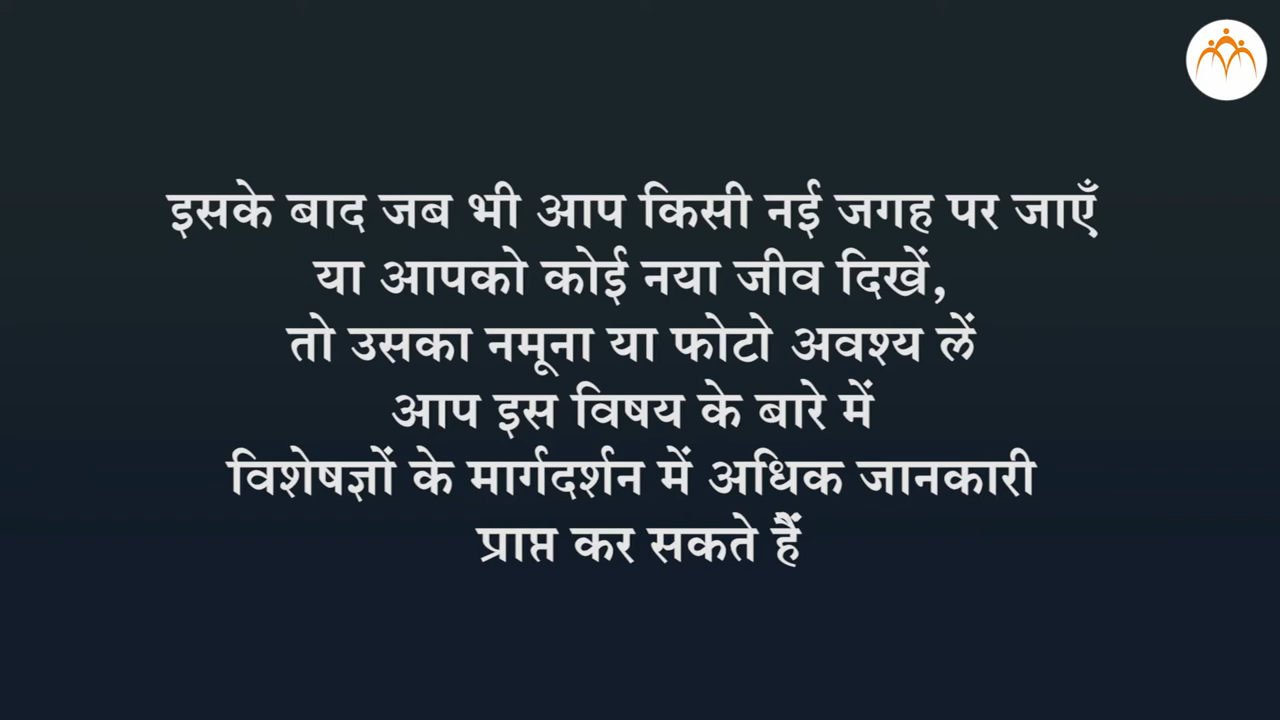 इसके बाद जब भी आप किसी नई जगह पर जाएँ
या आपको कोई नया जीव दिखें,
तो उसका नमूना या फोटो अवश्य लें
आप इस विषय के बारे में
विशेषज्ञों के मार्गदर्शन में अधिक जानकारी
प्राप्त कर सकते हैं